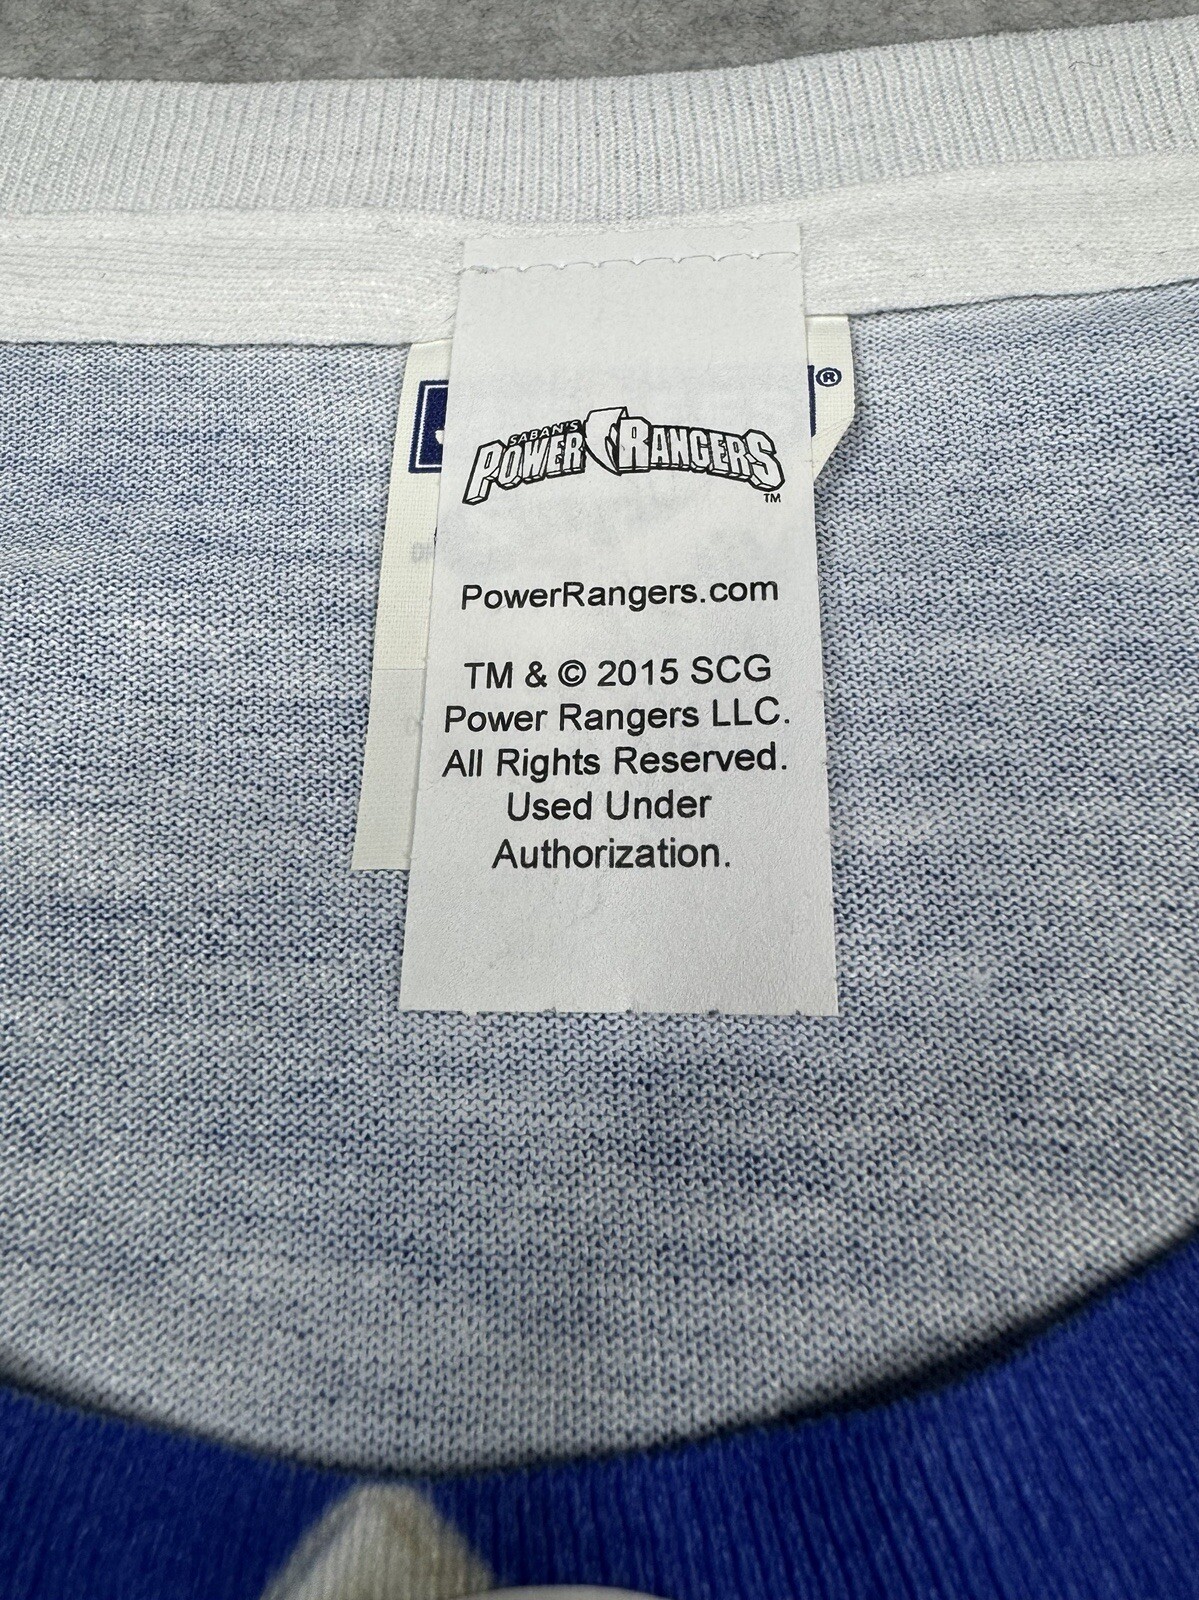 ®
SABAN'S
POWER RANGERS
TM
PowerRangers.com
TM & © 2015 SCG
Power Rangers LLC.
All Rights Reserved.
Used Under
Authorization.